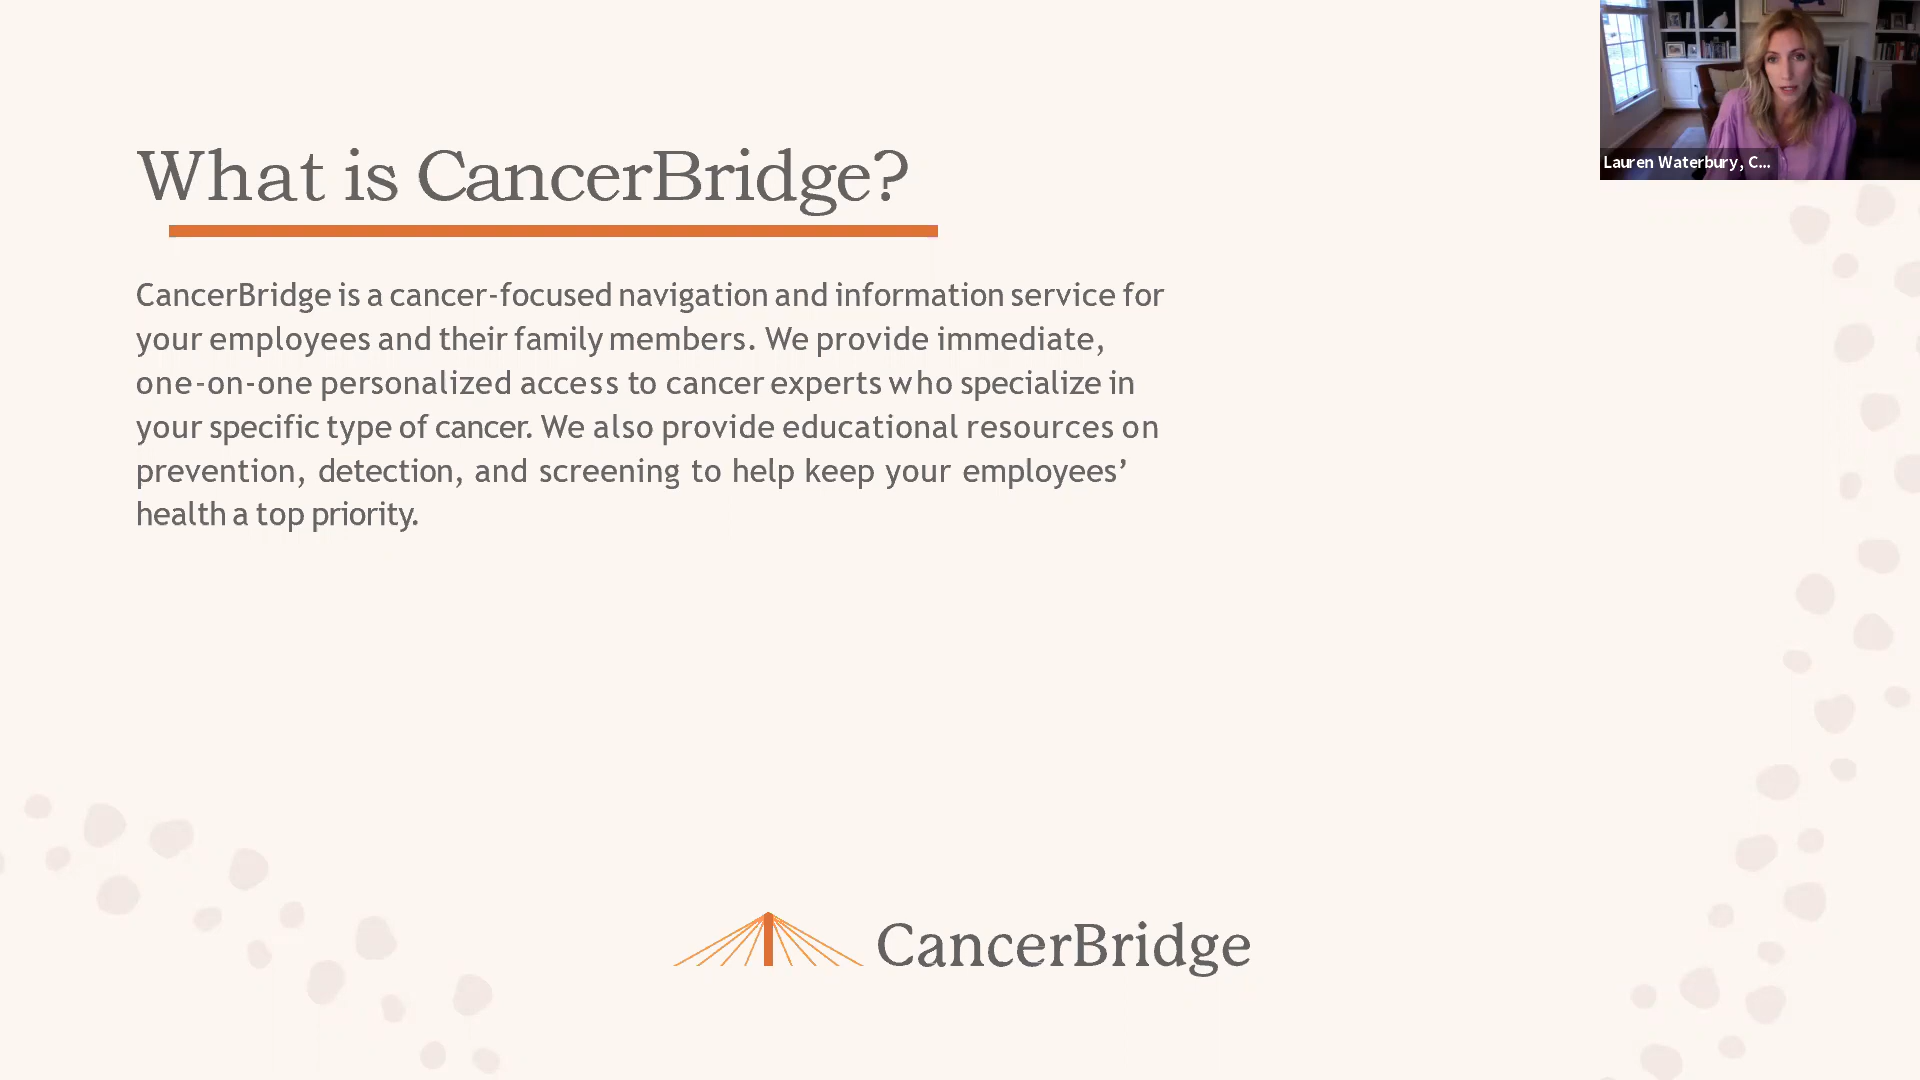 What is CancerBridge?
CancerBridge is a cancer-focused navigation and information service for
your employees and their family members. We provide immediate,
one-on-one personalized access to cancer experts who specialize in
your specific type of cancer. We also provide educational resources on
prevention, detection, and screening to help keep your employees’
health a top priority.
Lauren Waterbury, C...
CancerBridge